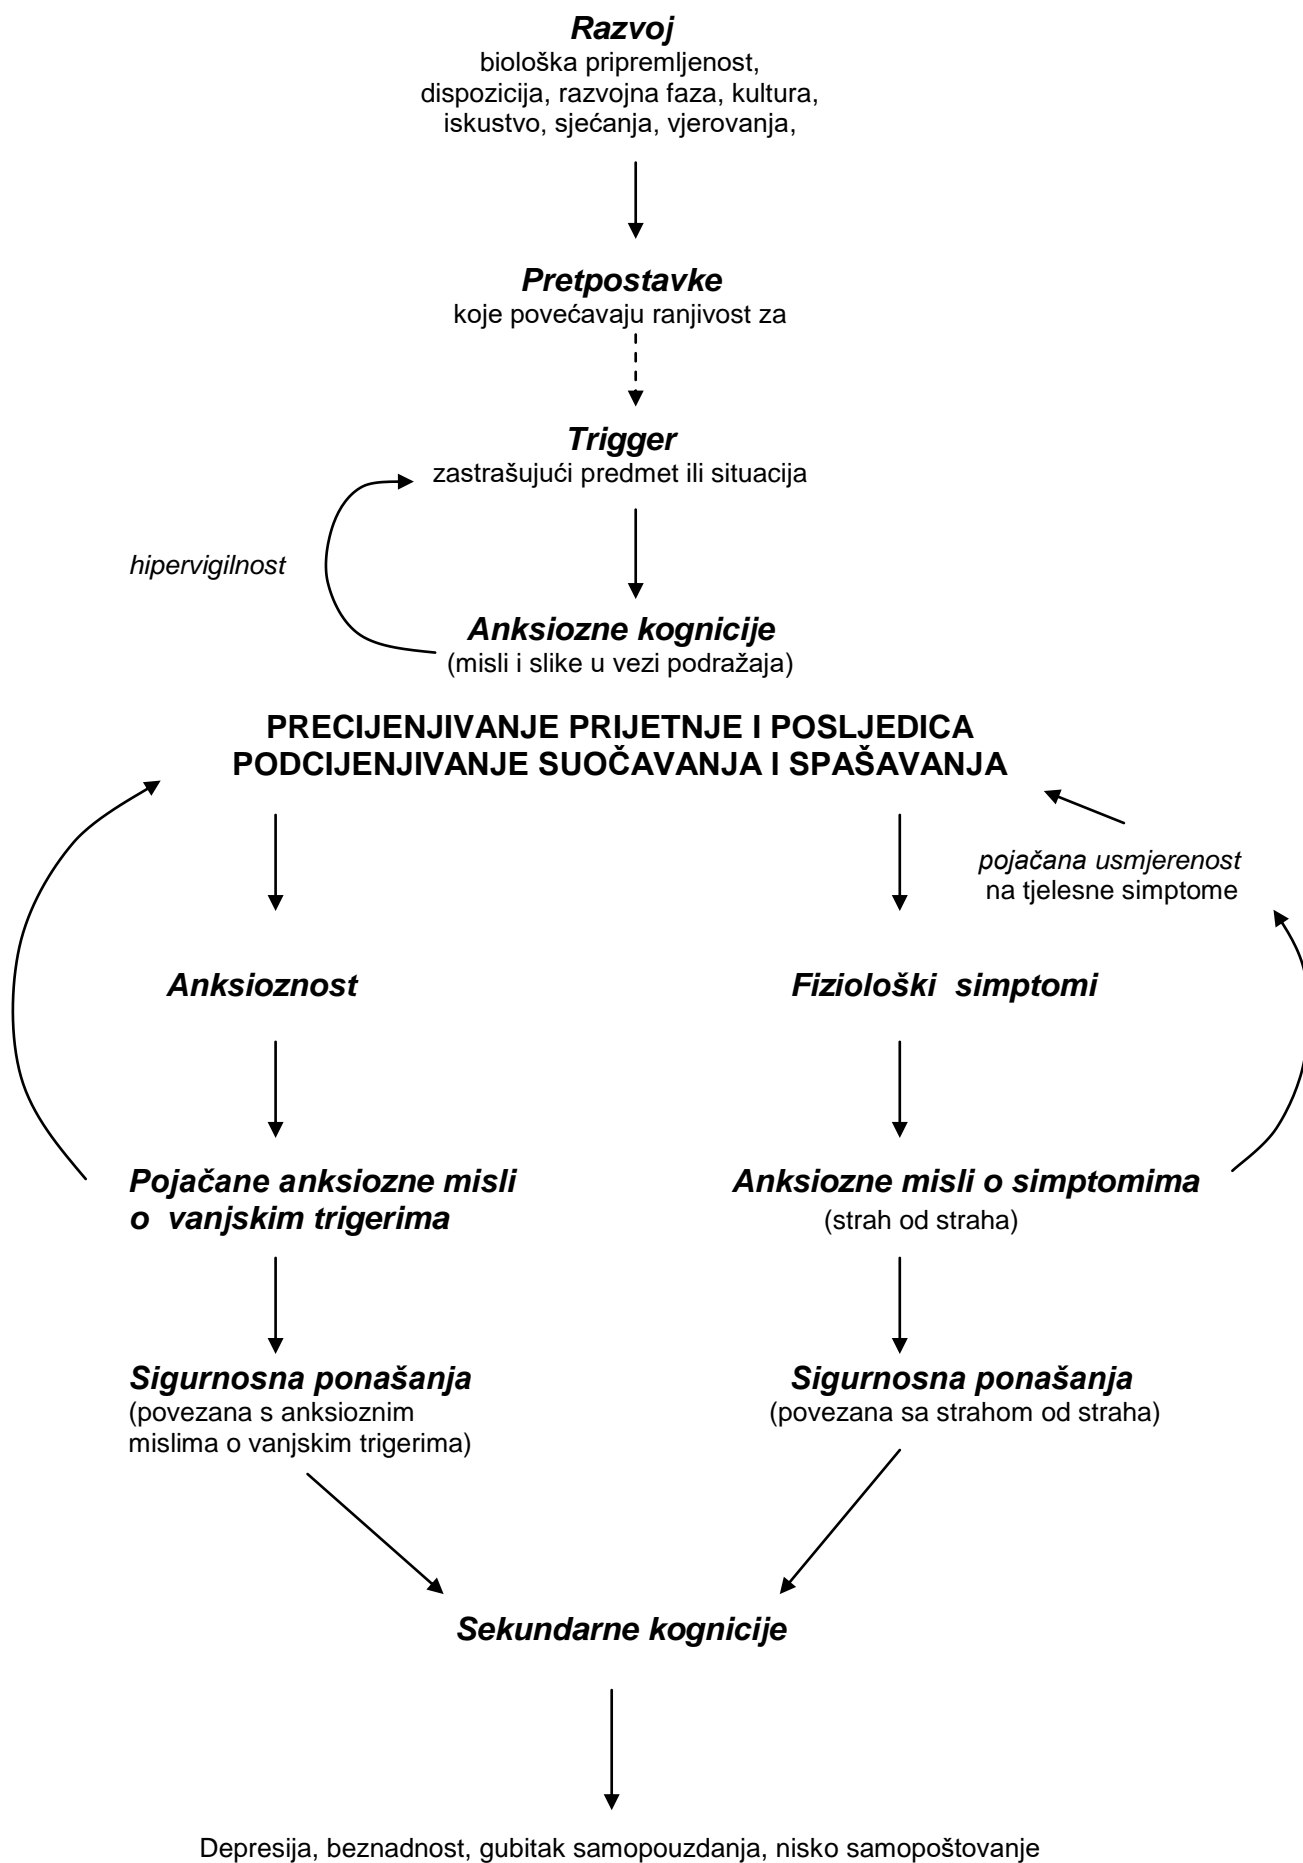 Razvoj
biološka pripremljenost,
dispozicija, razvojna faza, kultura,
iskustvo, sjećanja, vjerovanja,
Pretpostavke
koje povećavaju ranjivost za
Trigger
zastrašujući predmet ili situacija
hipervigilnost
Anksiozne kognicije
(misli i slike u vezi podražaja)
PRECIJENJIVANJE PRIJETNJE I POSLJEDICA
PODCIJENJIVANJE SUOČAVANJA I SPAŠAVANJA
pojačana usmjerenost
na tjelesne simptome
Anksioznost
Fiziološki simptomi
Pojačane anksiozne misli
o vanjskim trigerima
Anksiozne misli o simptomima
(strah od straha)
Sigurnosna ponašanja
(povezana s anksioznim
mislima o vanjskim trigerima)
Sigurnosna ponašanja
(povezana sa strahom od straha)
Sekundarne kognicije
Depresija, beznadnost, gubitak samopouzdanja, nisko samopoštovanje